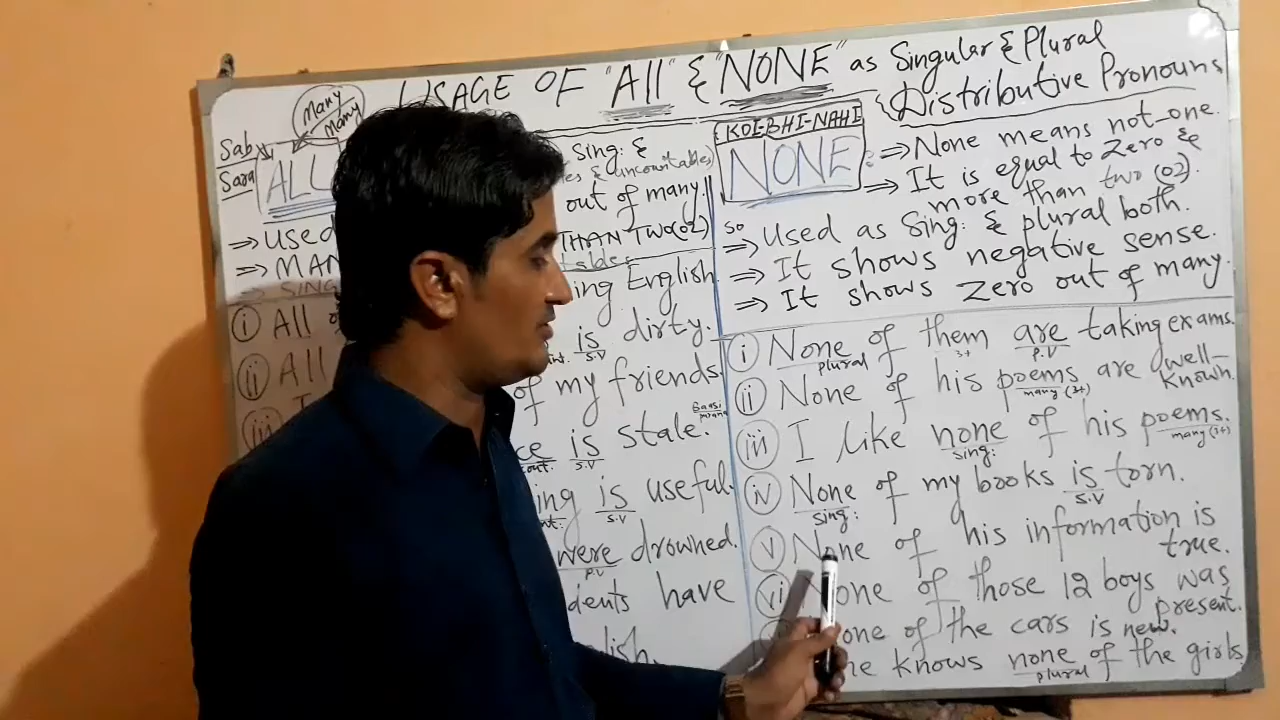 USAGE OF "All" & "NONE" as Singular & Plural
Distributive Pronouns
many
many
Sab
Sara
ALL
Sing: &
& uncountables)
out of many.
=> Used
THAN TWO(02)
=> MAN
=> SING
ing English.
(i) All
is dirty.
S.V
(ii) All
of my friends.
(iii) I
is stale.
S.V
Baasi
ing is useful.
S.V
were drowned.
P.V
dents have
lish.
KOI-BHI-NAHI
NONE
=> None means not-one.
=> It is equal to Zero &
more than two (02).
so
=> Used as Sing: & plural both.
=> It shows negative sense.
=> It shows Zero out of many.
(i) None of them are taking exams.
plural 3+ P.V
(ii) None of his poems are well-
known.
many (3+)
(iii) I like none of his poems.
sing: many (3+)
(iv) None of my books is torn.
sing: S.V
(v) None of his information is
true.
(vi) None of those 12 boys was
present.
one of the cars is new.
he knows none of the girls.
plural